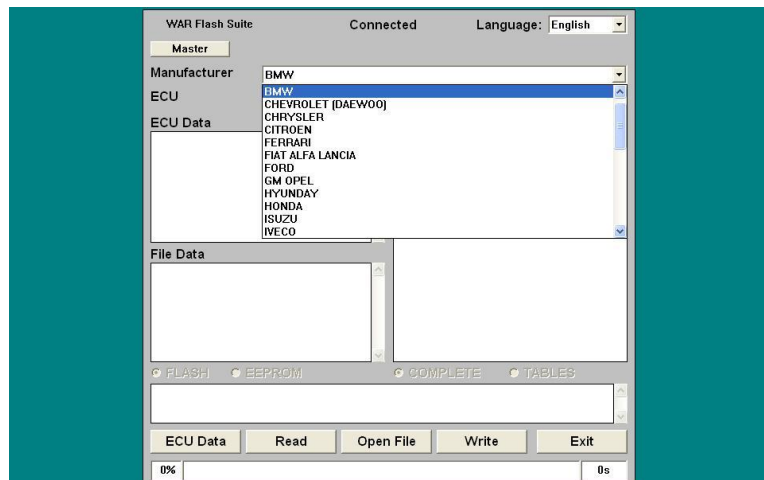 WAR Flash Suite Connected Language: English
Master
Manufacturer BMW
ECU
BMW
CHEVROLET (DAEWOO)
CHRYSLER
CITROEN
FERRARI
FIAT ALFA LANCIA
FORD
GM OPEL
HYUNDAY
HONDA
ISUZU
IVECO
ECU Data
File Data
FLASH EEPROM COMPLETE TABLES
ECU Data Read Open File Write Exit
0% 0s